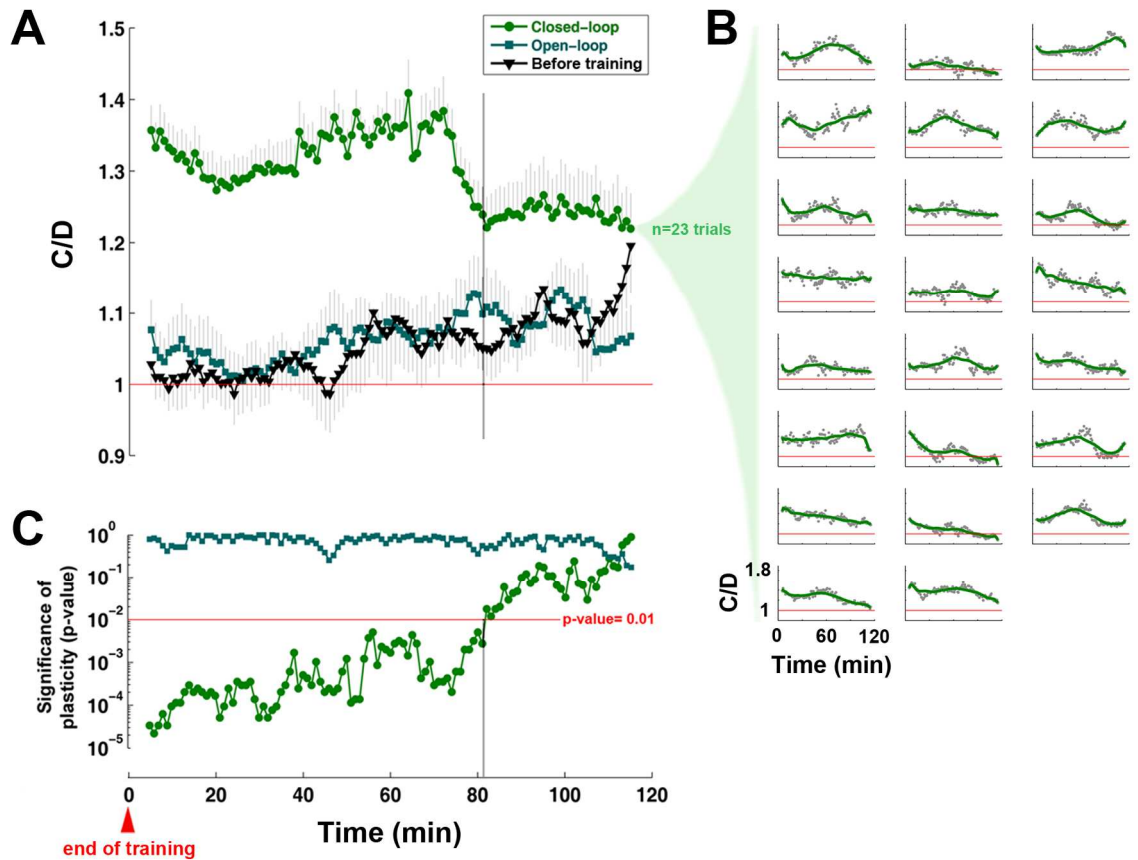 A
B
1.5
1.4
1.3
1.2
1.1
1
0.9
C/D
Closed-loop
Open-loop
Before training
n=23 trials
C
10^0
10^-1
10^-2
10^-3
10^-4
10^-5
Significance of
plasticity (p-value)
p-value= 0.01
0 20 40 60 80 100 120
Time (min)
end of training
C/D
1.8
1
0 60 120
Time (min)